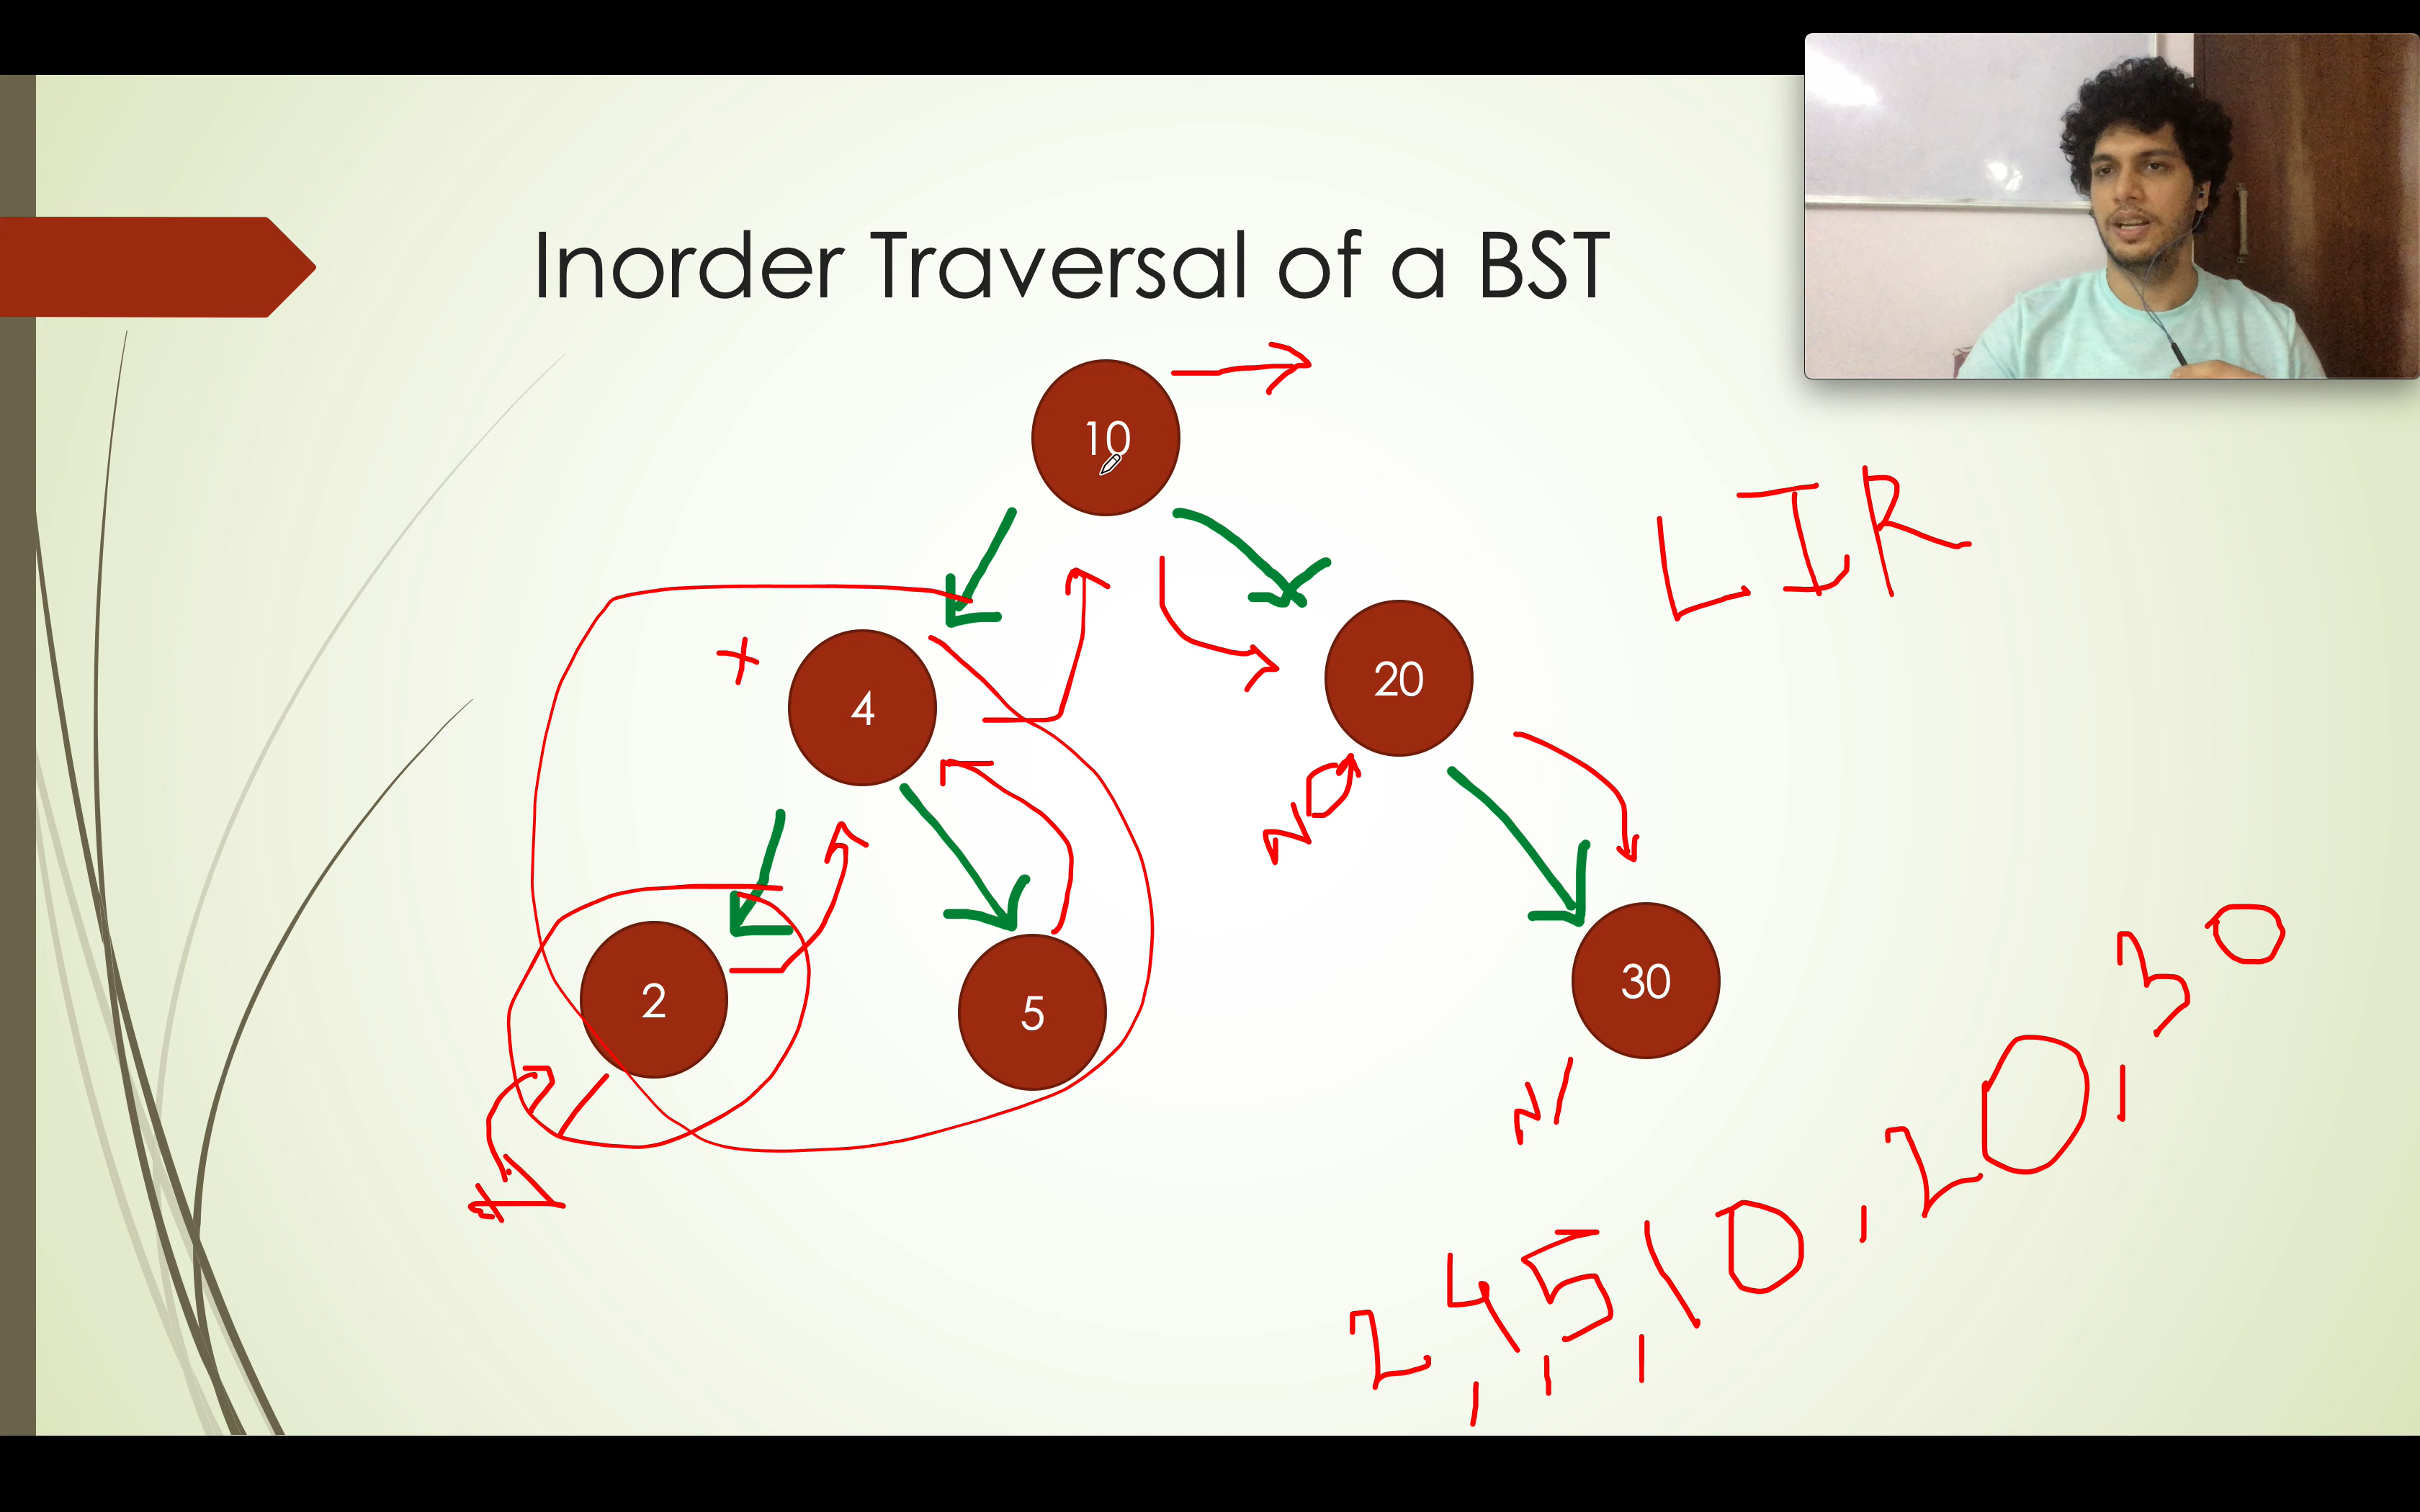 Inorder Traversal of a BST
10
LIR
4
20
N
2
5
30
N
N
2, 4, 5, 10, 20, 30